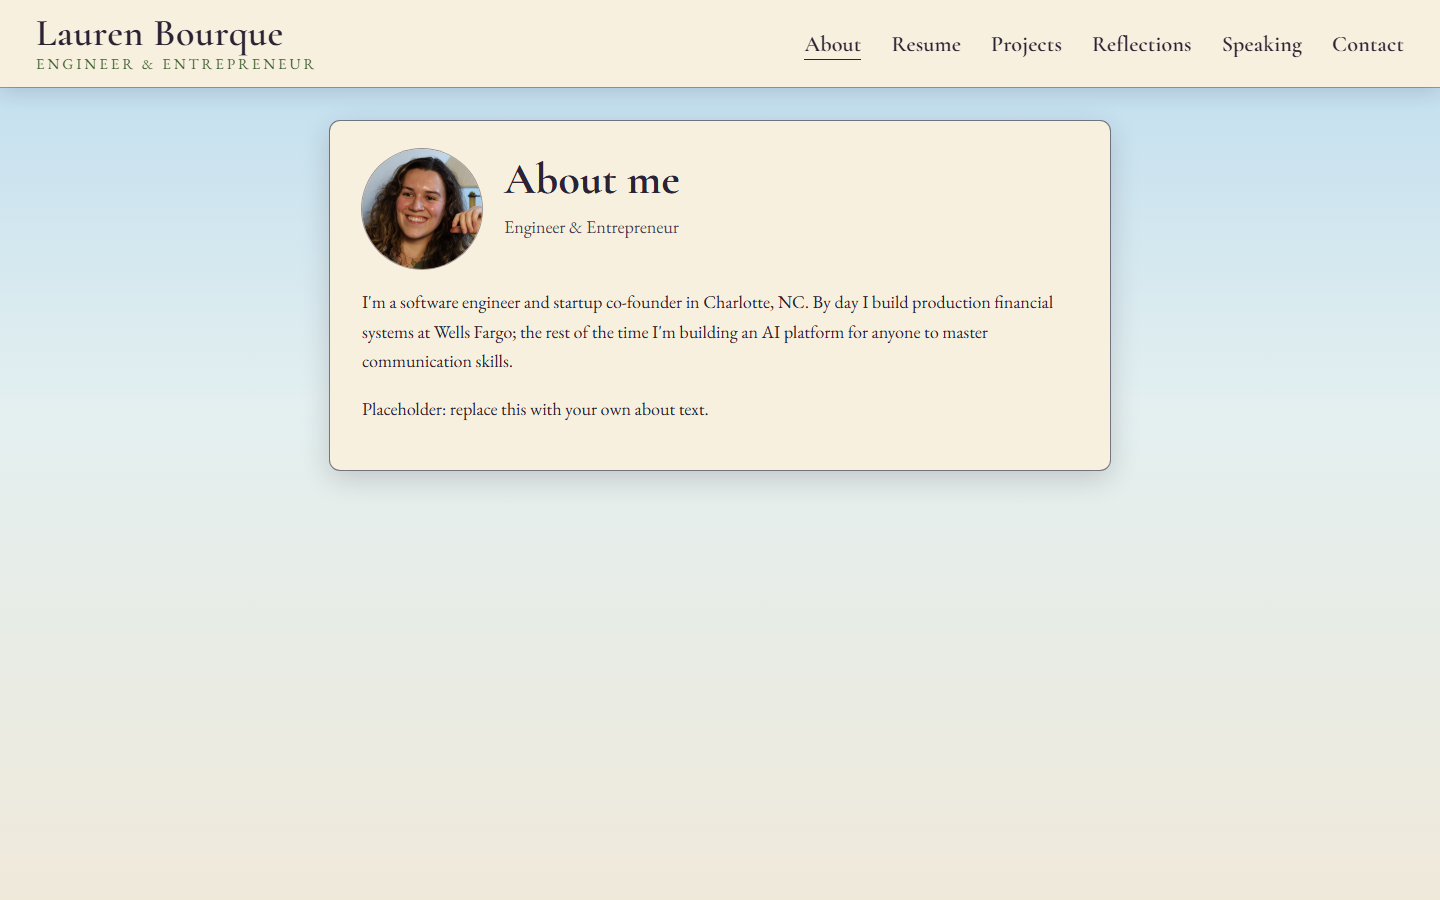 Lauren Bourque
ENGINEER & ENTREPRENEUR
About Resume Projects Reflections Speaking Contact
About me
Engineer & Entrepreneur
I'm a software engineer and startup co-founder in Charlotte, NC. By day I build production financial
systems at Wells Fargo; the rest of the time I'm building an AI platform for anyone to master
communication skills.
Placeholder: replace this with your own about text.